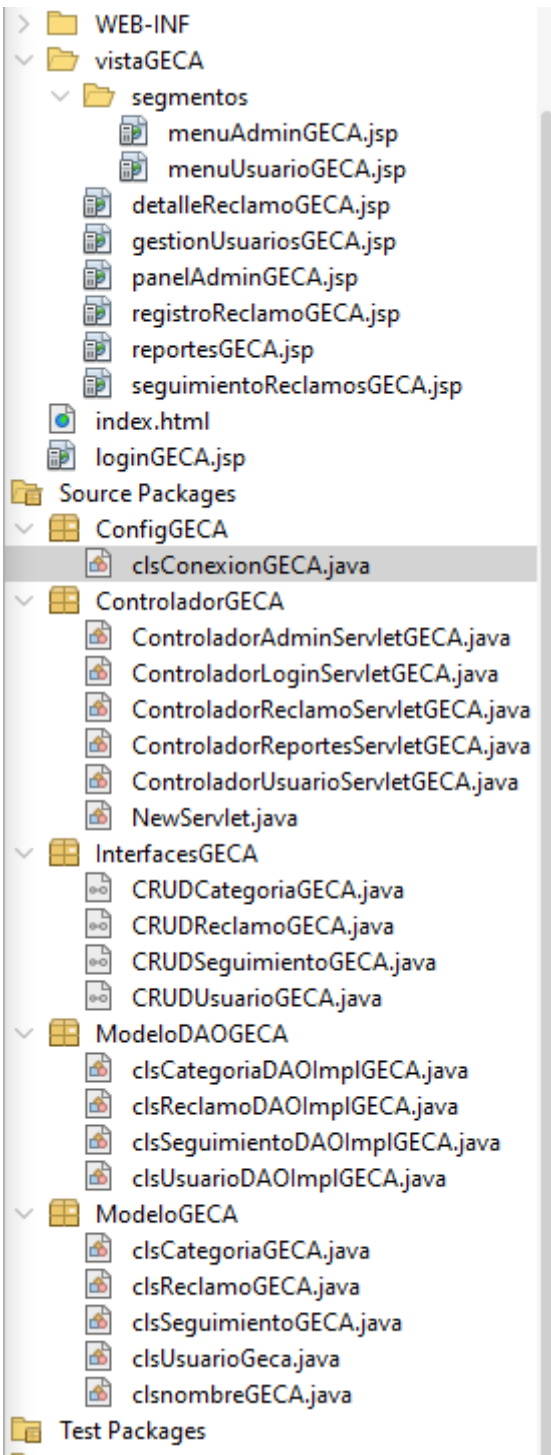 WEB-INF
vistaGECA
segmentos
menuAdminGECA.jsp
menuUsuarioGECA.jsp
detalleReclamoGECA.jsp
gestionUsuariosGECA.jsp
panelAdminGECA.jsp
registroReclamoGECA.jsp
reportesGECA.jsp
seguimientoReclamosGECA.jsp
index.html
loginGECA.jsp
Source Packages
ConfigGECA
clsConexionGECA.java
ControladorGECA
ControladorAdminServletGECA.java
ControladorLoginServletGECA.java
ControladorReclamoServletGECA.java
ControladorReportesServletGECA.java
ControladorUsuarioServletGECA.java
NewServlet.java
InterfacesGECA
CRUDCategoriaGECA.java
CRUDReclamoGECA.java
CRUDSeguimientoGECA.java
CRUDUsuarioGECA.java
ModeloDAOGECA
clsCategoriaDAOImplGECA.java
clsReclamoDAOImplGECA.java
clsSeguimientoDAOImplGECA.java
clsUsuarioDAOImplGECA.java
ModeloGECA
clsCategoriaGECA.java
clsReclamoGECA.java
clsSeguimientoGECA.java
clsUsuarioGeca.java
clsnombreGECA.java
Test Packages